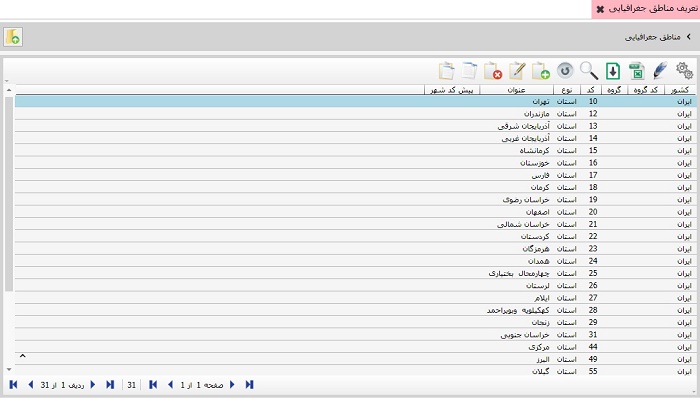 تعریف مناطق جغرافیایی
مناطق جغرافیایی
کشور کد گروه گروه کد نوع عنوان پیش کد شهر
ایران 10 استان تهران
ایران 12 استان مازندران
ایران 13 استان آذربایجان شرقی
ایران 14 استان آذربایجان غربی
ایران 15 استان کرمانشاه
ایران 16 استان خوزستان
ایران 17 استان فارس
ایران 18 استان کرمان
ایران 19 استان خراسان رضوی
ایران 20 استان اصفهان
ایران 21 استان خراسان شمالی
ایران 22 استان کردستان
ایران 23 استان هرمزگان
ایران 24 استان همدان
ایران 25 استان چهارمحال بختیاری
ایران 26 استان لرستان
ایران 27 استان ایلام
ایران 28 استان کهکیلویه وبویراحمد
ایران 29 استان زنجان
ایران 31 استان خراسان جنوبی
ایران 44 استان مرکزی
ایران 49 استان البرز
ایران 55 استان گیلان
صفحه 1 از 1 31 ردیف 1 از 31